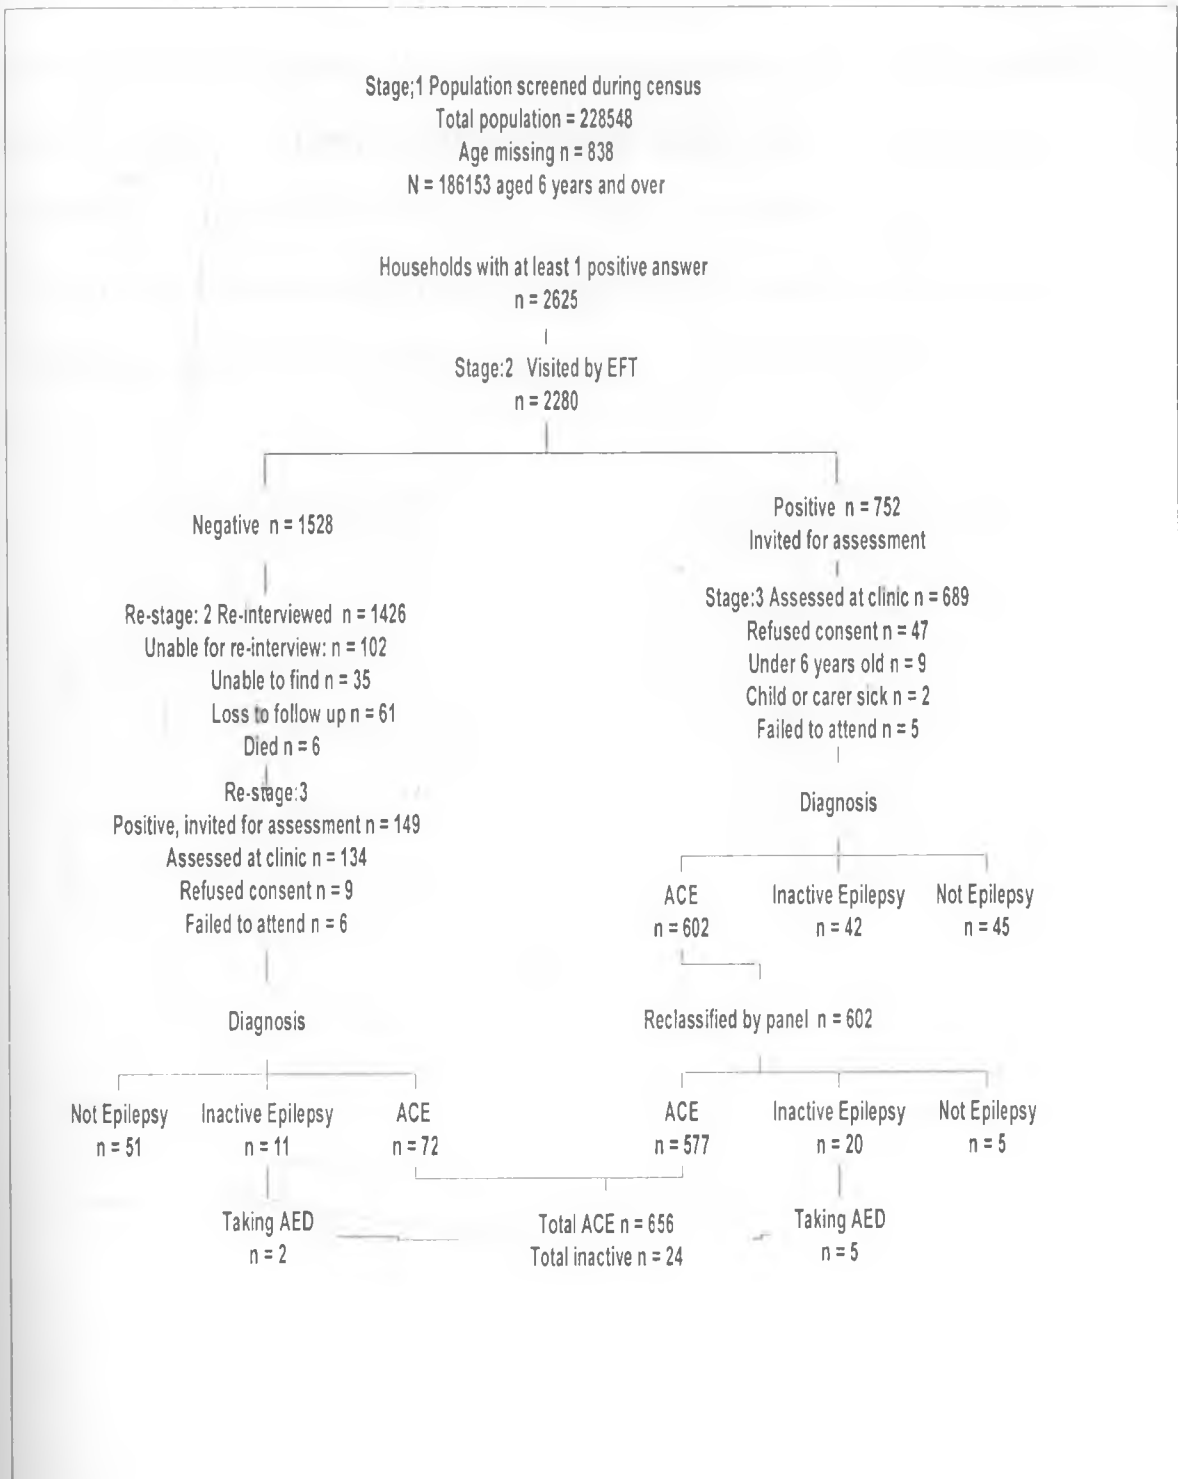 Stage;1 Population screened during census
Total population = 228548
Age missing n = 838
N = 186153 aged 6 years and over
Households with at least 1 positive answer
n = 2625
Stage:2 Visited by EFT
n = 2280
Negative n = 1528
Re-stage: 2 Re-interviewed n = 1426
Unable for re-interview: n = 102
Unable to find n = 35
Loss to follow up n = 61
Died n = 6
Re-stage:3
Positive, invited for assessment n = 149
Assessed at clinic n = 134
Refused consent n = 9
Failed to attend n = 6
Diagnosis
Not Epilepsy
n = 51
Inactive Epilepsy
n = 11
ACE
n = 72
Taking AED
n = 2
Positive n = 752
Invited for assessment
Stage:3 Assessed at clinic n = 689
Refused consent n = 47
Under 6 years old n = 9
Child or carer sick n = 2
Failed to attend n = 5
Diagnosis
ACE
n = 602
Inactive Epilepsy
n = 42
Not Epilepsy
n = 45
Reclassified by panel n = 602
ACE
n = 577
Inactive Epilepsy
n = 20
Not Epilepsy
n = 5
Taking AED
n = 5
Total ACE n = 656
Total inactive n = 24